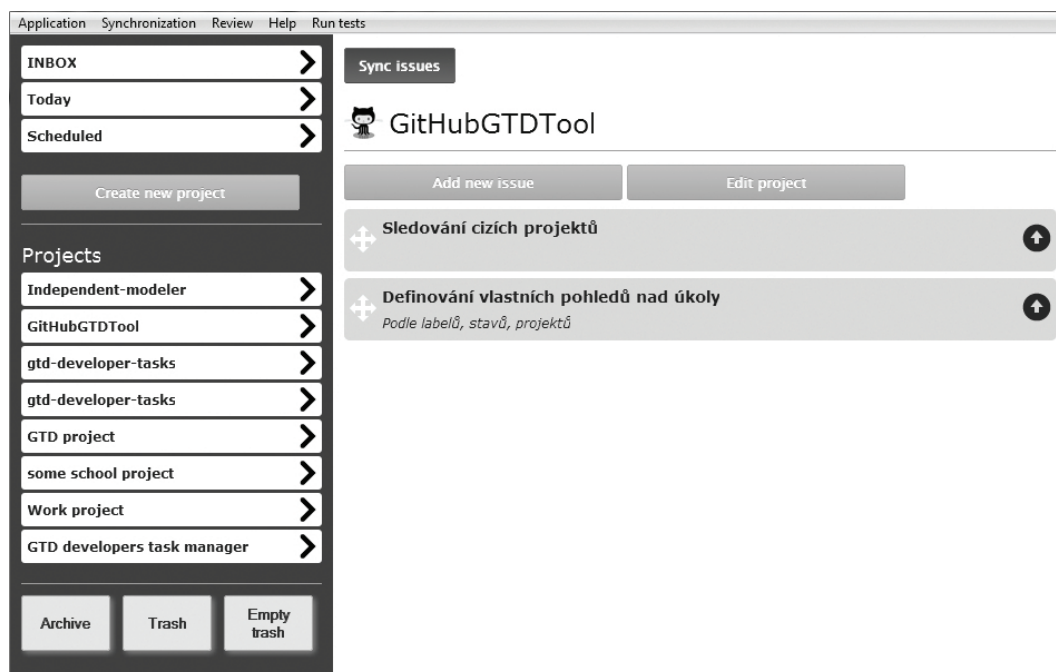 Application Synchronization Review Help Run tests
INBOX
Today
Scheduled
Create new project
Projects
Independent-modeler
GitHubGTDTool
gtd-developer-tasks
gtd-developer-tasks
GTD project
some school project
Work project
GTD developers task manager
Archive
Trash
Empty
trash
Sync issues
GitHubGTDTool
Add new issue
Edit project
Sledování cizích projektů
Definování vlastních pohledů nad úkoly
Podle labelů, stavů, projektů